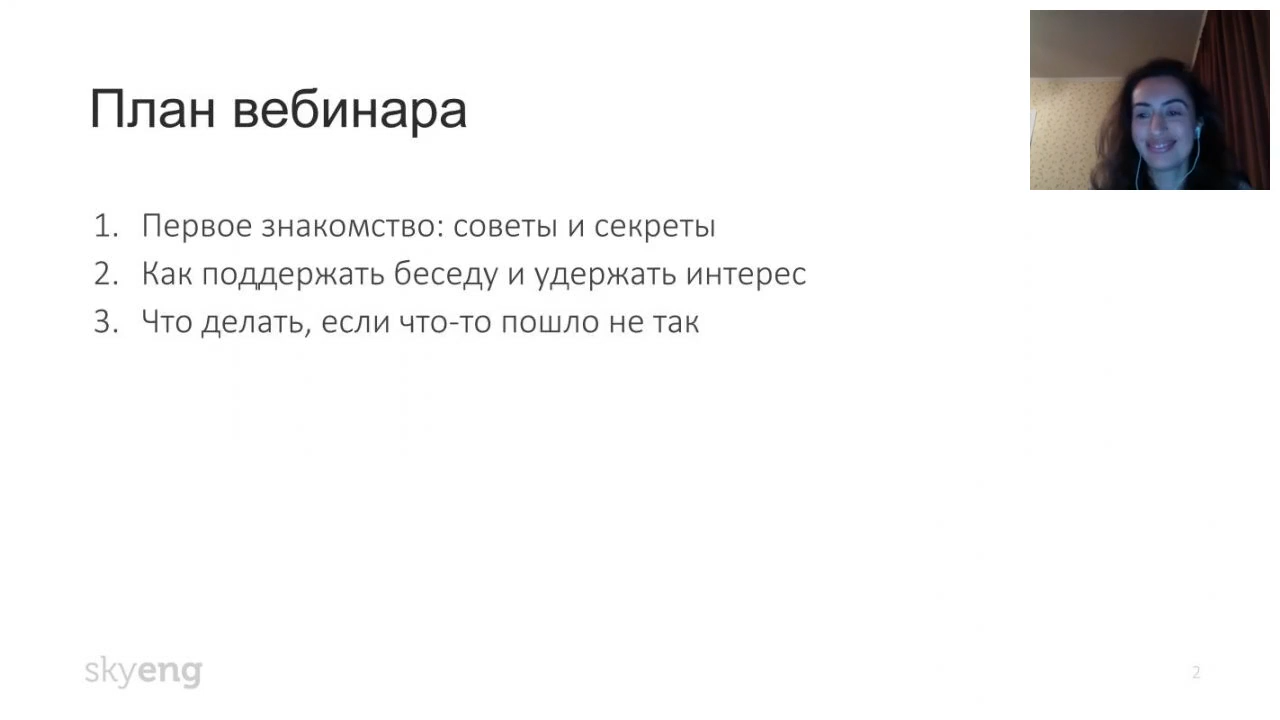 План вебинара
1. Первое знакомство: советы и секреты
2. Как поддержать беседу и удержать интерес
3. Что делать, если что-то пошло не так
skyeng
2